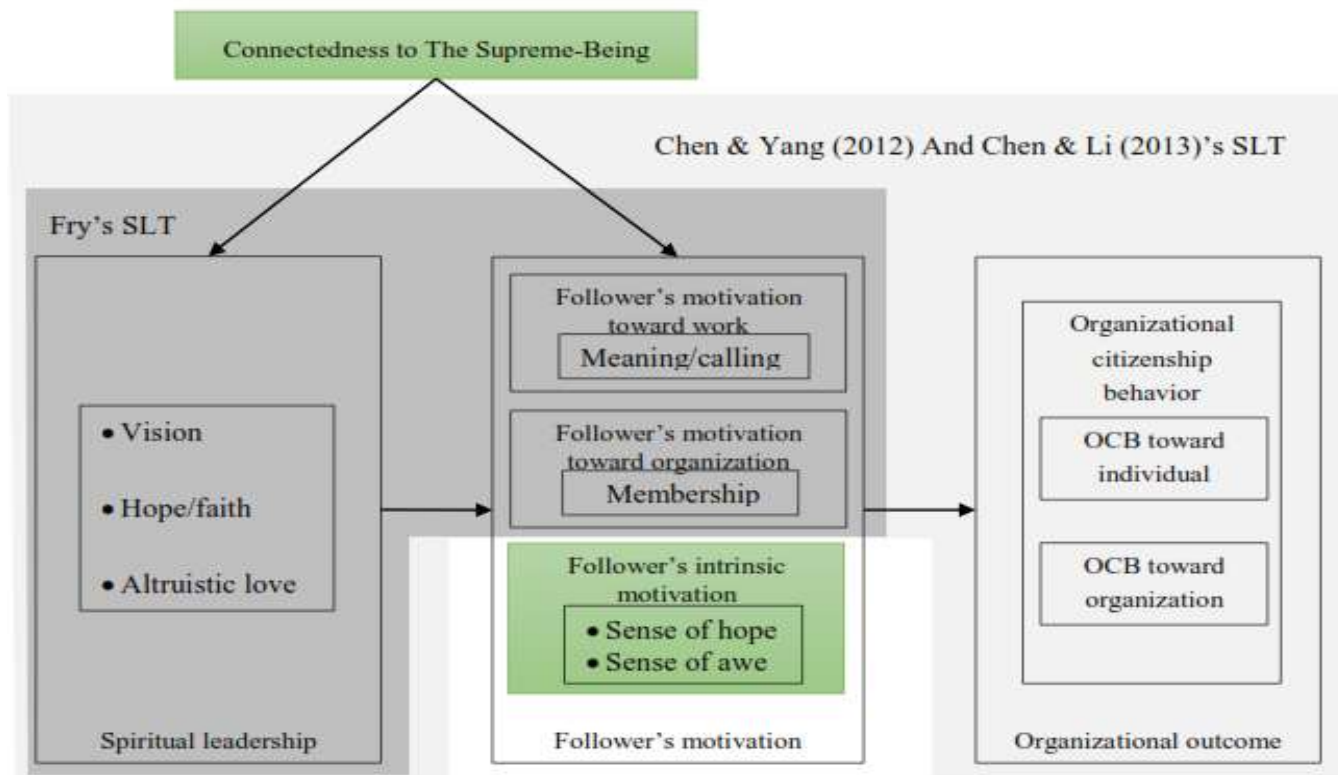 Connectedness to The Supreme-Being
Chen & Yang (2012) And Chen & Li (2013)'s SLT
Fry's SLT
• Vision
• Hope/faith
• Altruistic love
Spiritual leadership
Follower's motivation
toward work
Meaning/calling
Follower's motivation
toward organization
Membership
Follower's intrinsic
motivation
• Sense of hope
• Sense of awe
Follower's motivation
Organizational
citizenship
behavior
OCB toward
individual
OCB toward
organization
Organizational outcome